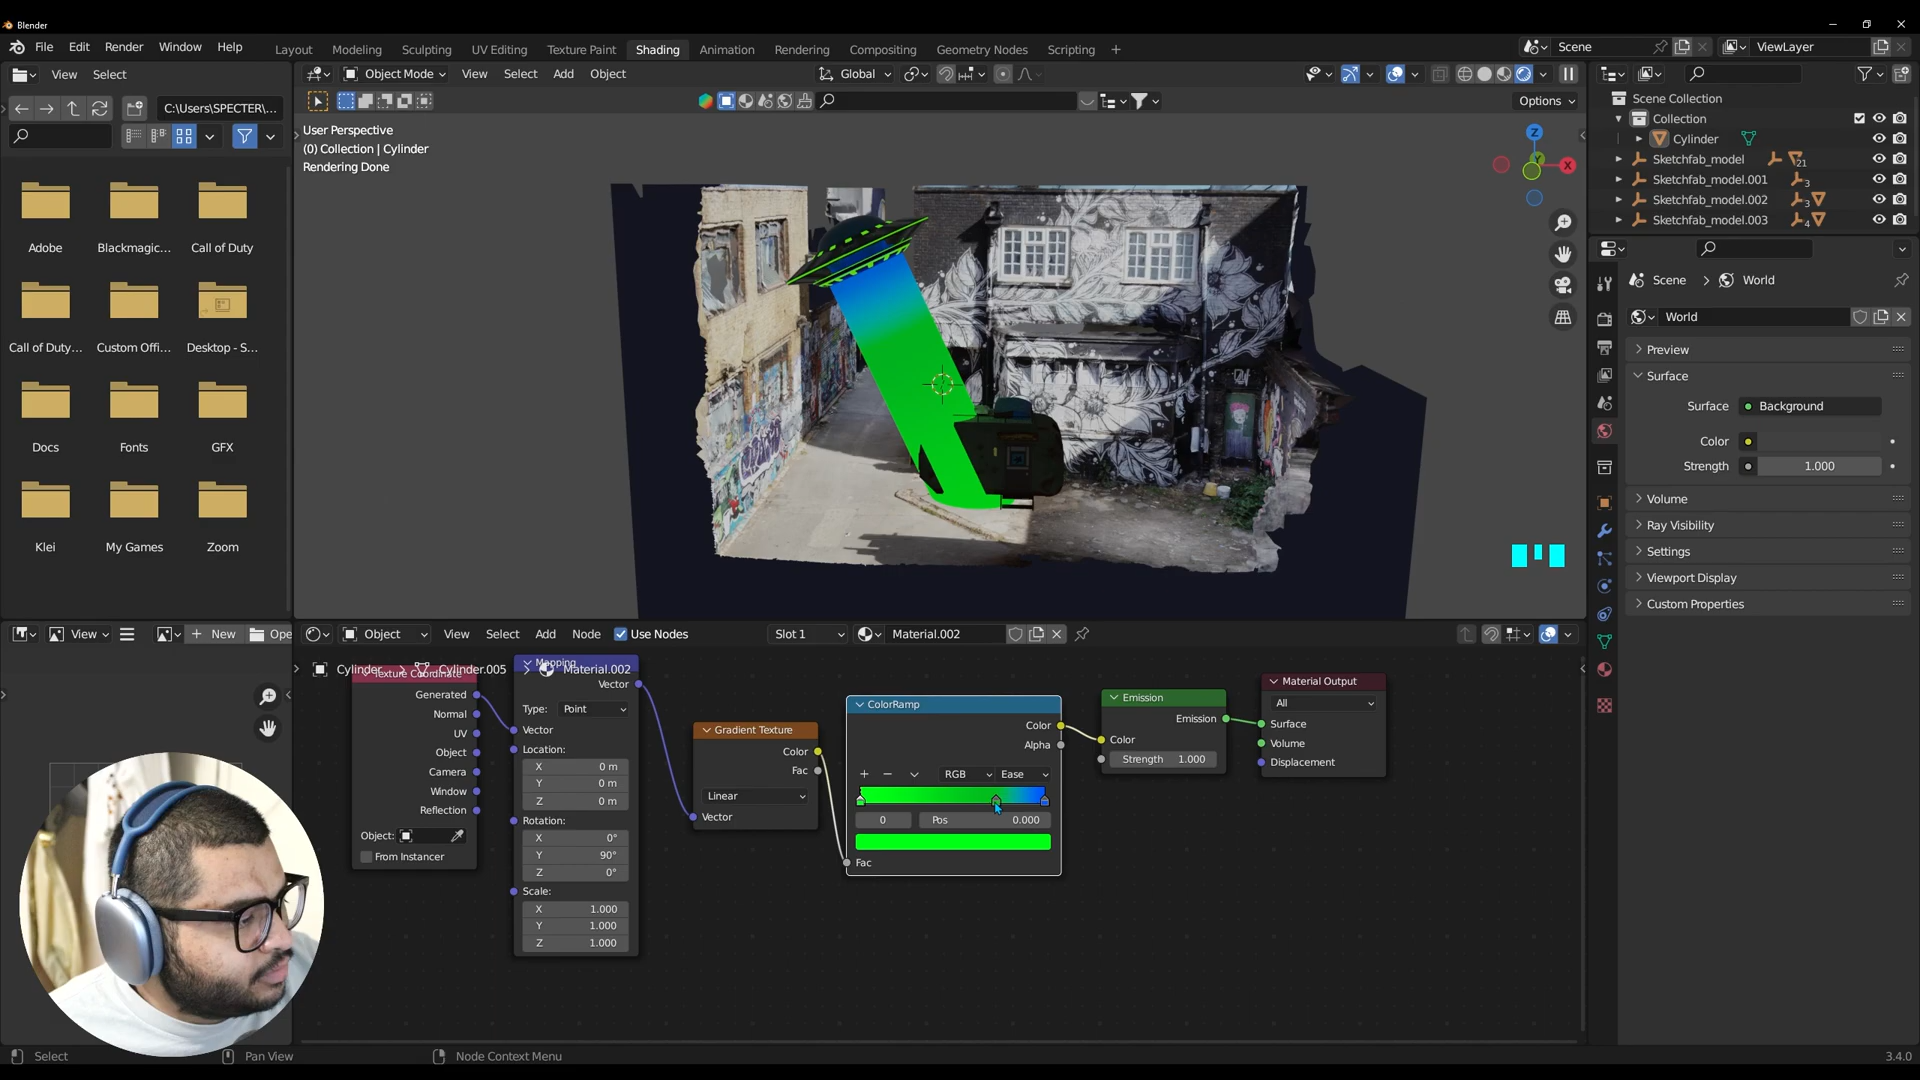 Blender
File Edit Render Window Help
Layout Modeling Sculpting UV Editing Texture Paint Shading Animation Rendering Compositing Geometry Nodes Scripting +
Scene
ViewLayer
View Select
Object Mode View Select Add Object
Global
C:\Users\SPECTER\...
Options
User Perspective
(0) Collection | Cylinder
Rendering Done
Z
Y
X
Scene Collection
Collection
Cylinder
Sketchfab_model 21
Sketchfab_model.001 3
Sketchfab_model.002 3
Sketchfab_model.003 4
Adobe Blackmagic... Call of Duty
Call of Duty... Custom Offi... Desktop - S...
Docs Fonts GFX
Klei My Games Zoom
Scene > World
World
Preview
Surface
Surface Background
Color
Strength 1.000
Volume
Ray Visibility
Settings
Viewport Display
Custom Properties
View New Ope
Object View Select Add Node Use Nodes Slot 1 Material.002
Cylinder > Cylinder.005 > Material.002
Texture Coordinate
Generated
Normal
UV
Object
Camera
Window
Reflection
Object:
From Instancer
Mapping
Vector
Type: Point
Vector
Location:
X 0 m
Y 0 m
Z 0 m
Rotation:
X 0°
Y 90°
Z 0°
Scale:
X 1.000
Y 1.000
Z 1.000
Gradient Texture
Color
Fac
Linear
Vector
ColorRamp
Color
Alpha
RGB Ease
0 Pos 0.000
Fac
Emission
Emission
Color
Strength 1.000
Material Output
All
Surface
Volume
Displacement
Select Pan View Node Context Menu 3.4.0